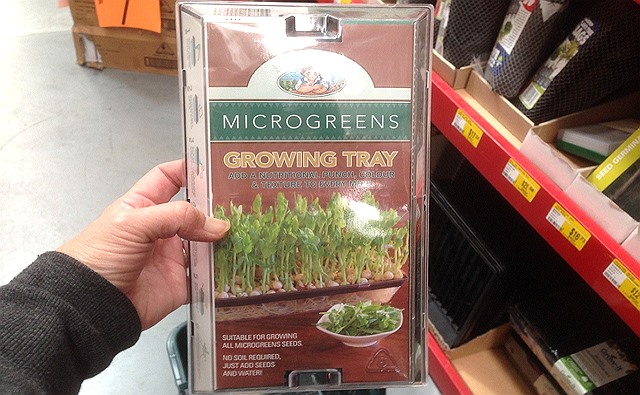 MICROGREENS
GROWING TRAY
ADD A NUTRITIONAL PUNCH, COLOUR
& TEXTURE TO EVERY MEAL
SUITABLE FOR GROWING
ALL MICROGREENS SEEDS.
NO SOIL REQUIRED,
JUST ADD SEEDS
AND WATER!